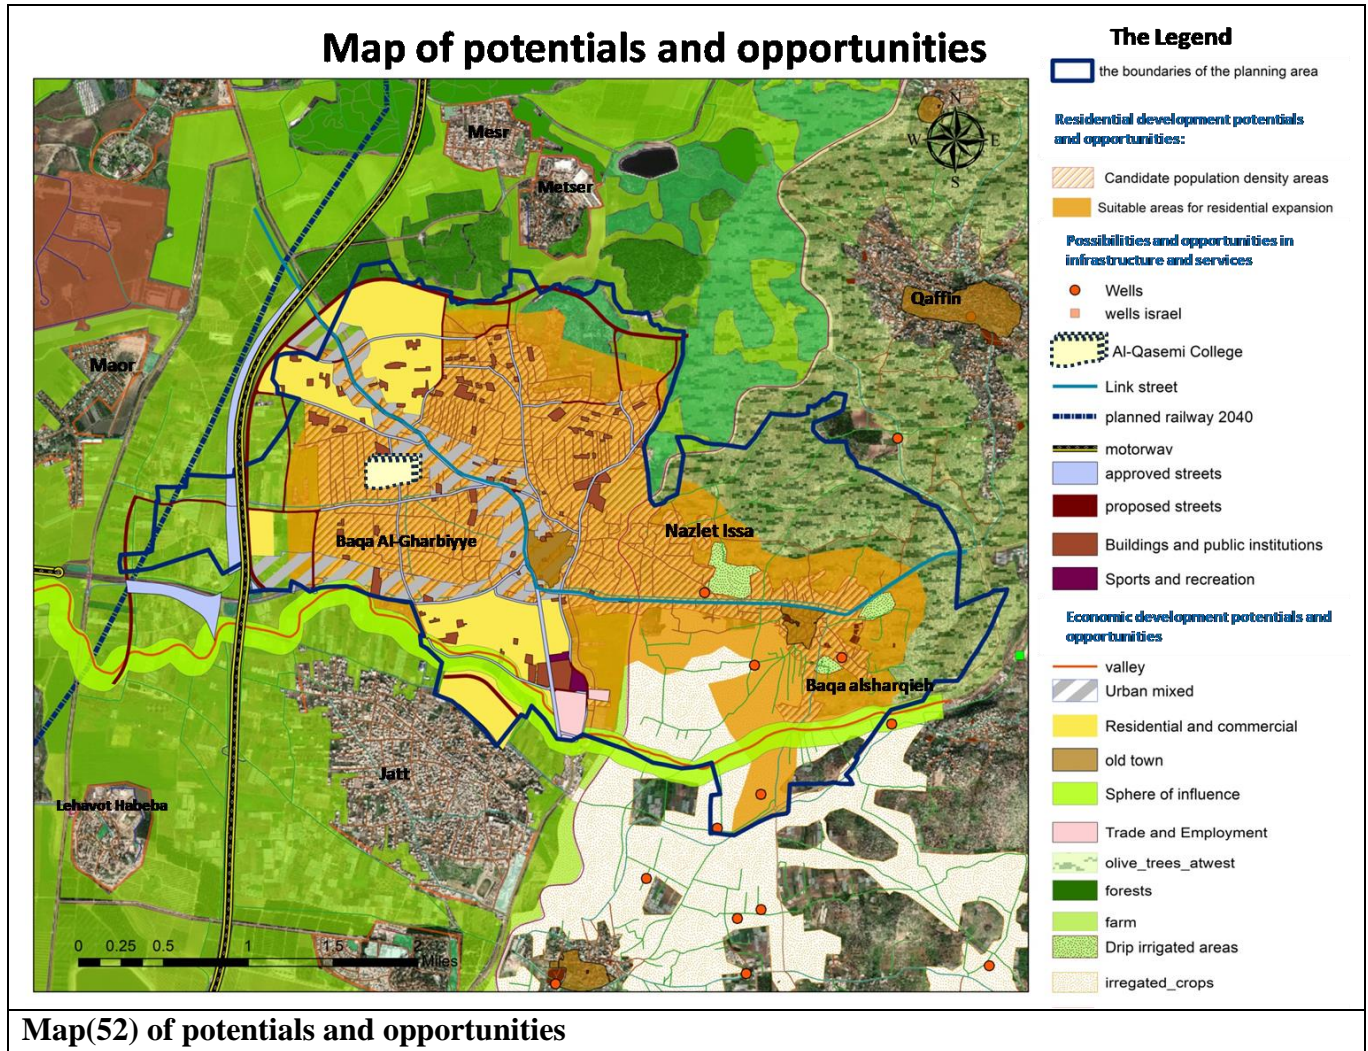 Map of potentials and opportunities
The Legend
the boundaries of the planning area
Residential development potentials
and opportunities:
Candidate population density areas
Suitable areas for residential expansion
Possibilities and opportunities in
infrastructure and services
Wells
wells israel
Al-Qasemi College
Link street
planned railway 2040
motorwav
approved streets
proposed streets
Buildings and public institutions
Sports and recreation
Economic development potentials and
opportunities
valley
Urban mixed
Residential and commercial
old town
Sphere of influence
Trade and Employment
olive_trees_atwest
forests
farm
Drip irrigated areas
irregated_crops
N
W
E
S
Mesr
Metser
Qaffin
Maor
Nazlet Issa
Baqa Al-Gharbiyye
Baqa alsharqieh
Jatt
Lehavot Habeba
0 0.25 0.5 1 1.5 2
Miles
Map(52) of potentials and opportunities